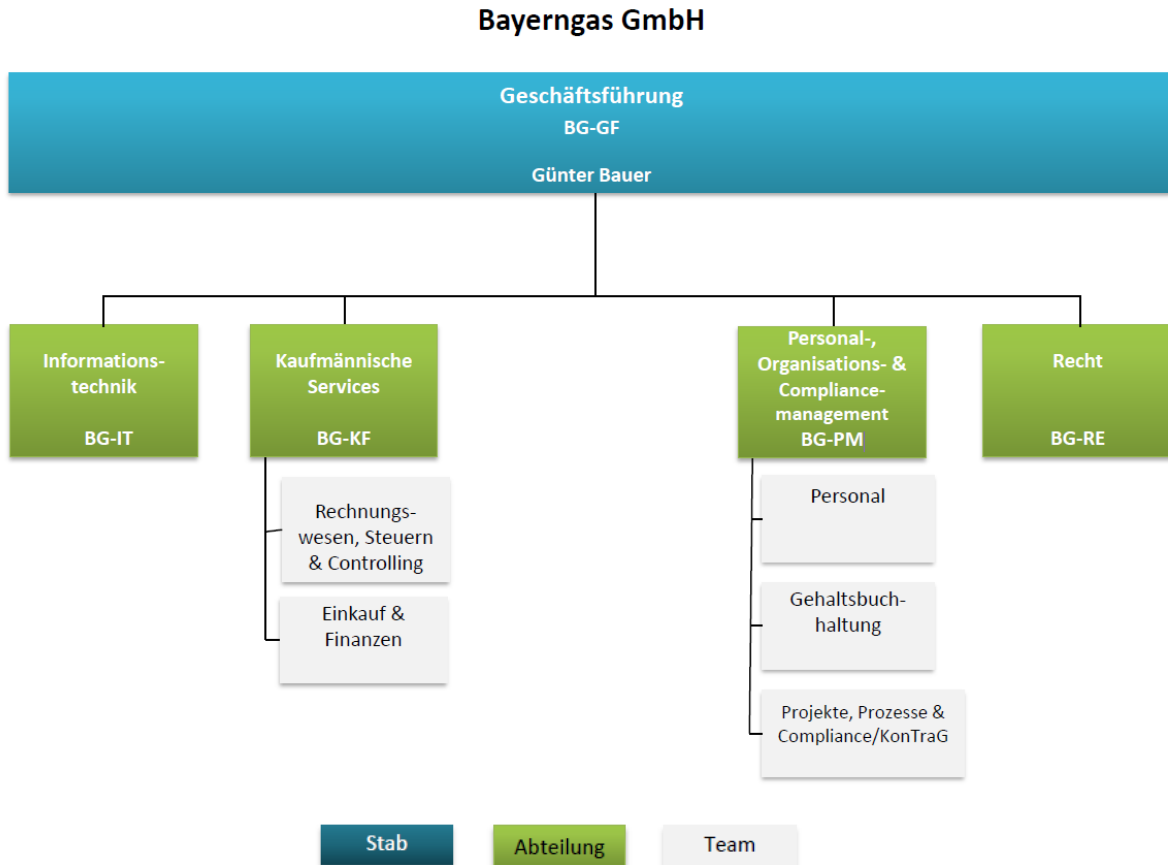 Bayerngas GmbH
Geschäftsführung
BG-GF
Günter Bauer
Informations-
technik
BG-IT
Kaufmännische
Services
BG-KF
Personal-,
Organisations- &
Compliance-
management
BG-PM
Recht
BG-RE
Rechnungs-
wesen, Steuern
& Controlling
Einkauf &
Finanzen
Personal
Gehaltsbuch-
haltung
Projekte, Prozesse &
Compliance/KonTraG
Stab
Abteilung
Team